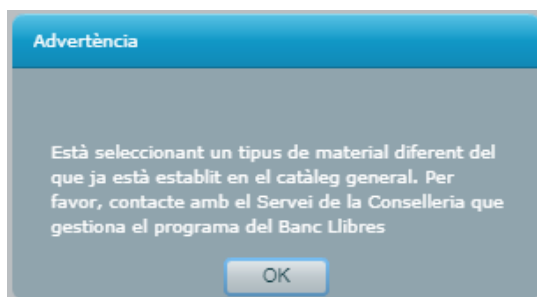 Advertència
Està seleccionant un tipus de material diferent del
que ja està establit en el catàleg general. Per
favor, contacte amb el Servei de la Conselleria que
gestiona el programa del Banc Llibres
OK